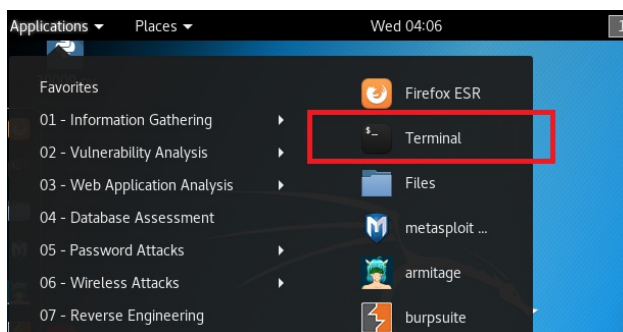 Applications ▾ Places ▾ Wed 04:06 1
Favorites
01 - Information Gathering
02 - Vulnerability Analysis
03 - Web Application Analysis
04 - Database Assessment
05 - Password Attacks
06 - Wireless Attacks
07 - Reverse Engineering
Firefox ESR
$_
Terminal
Files
metasploit ...
armitage
burpsuite